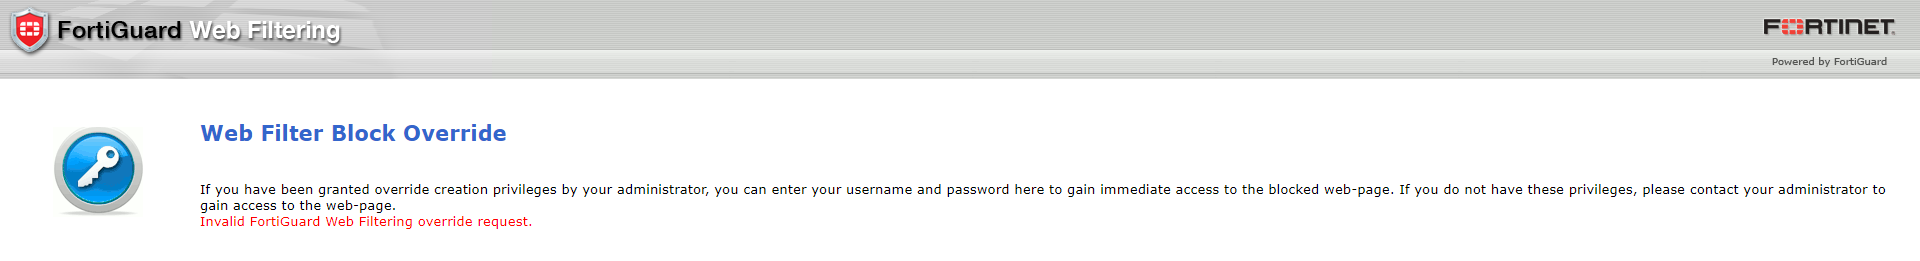 FortiGuard Web Filtering
FORTINET.
Powered by FortiGuard
Web Filter Block Override
If you have been granted override creation privileges by your administrator, you can enter your username and password here to gain immediate access to the blocked web-page. If you do not have these privileges, please contact your administrator to
gain access to the web-page.
Invalid FortiGuard Web Filtering override request.